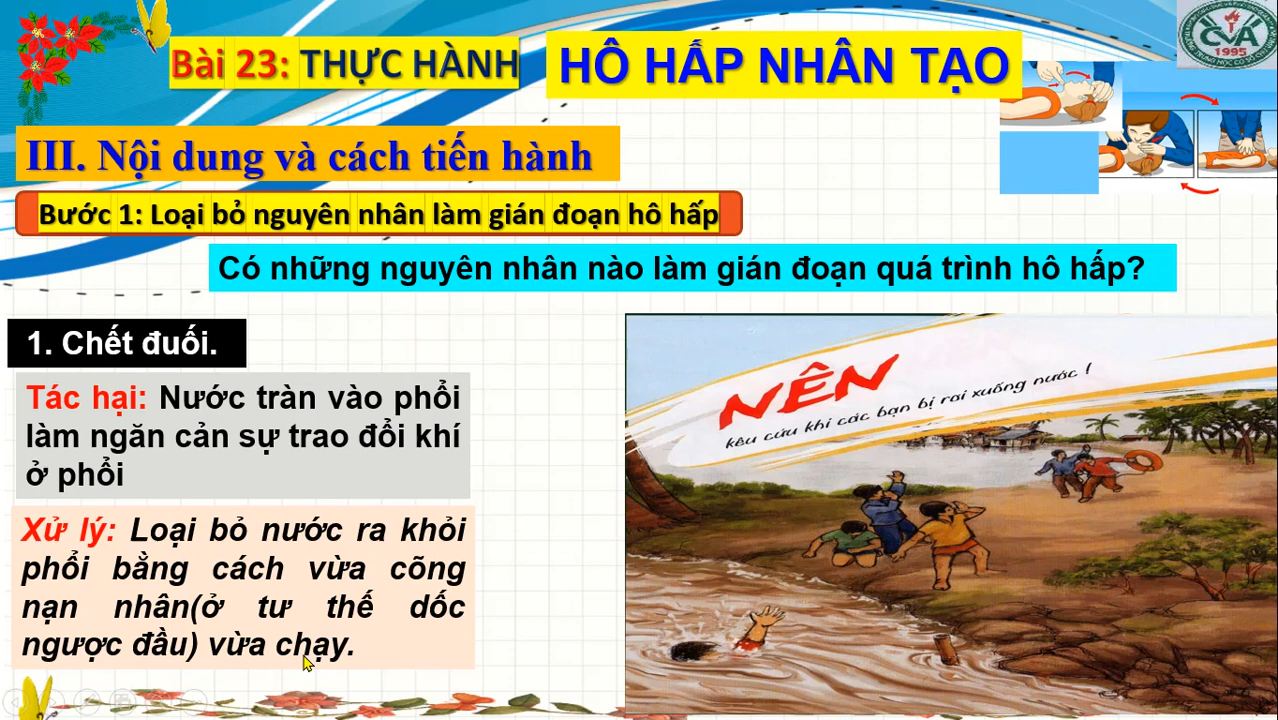 Bài 23: THỰC HÀNH
HÔ HẤP NHÂN TẠO
CVA
1995
III. Nội dung và cách tiến hành
Bước 1: Loại bỏ nguyên nhân làm gián đoạn hô hấp
Có những nguyên nhân nào làm gián đoạn quá trình hô hấp?
1. Chết đuối.
Tác hại: Nước tràn vào phổi
làm ngăn cản sự trao đổi khí
ở phổi
Xử lý: Loại bỏ nước ra khỏi
phổi bằng cách vừa cõng
nạn nhân(ở tư thế dốc
ngược đầu) vừa chạy.
NÊN
kêu cứu khi các bạn bị rơi xuống nước !